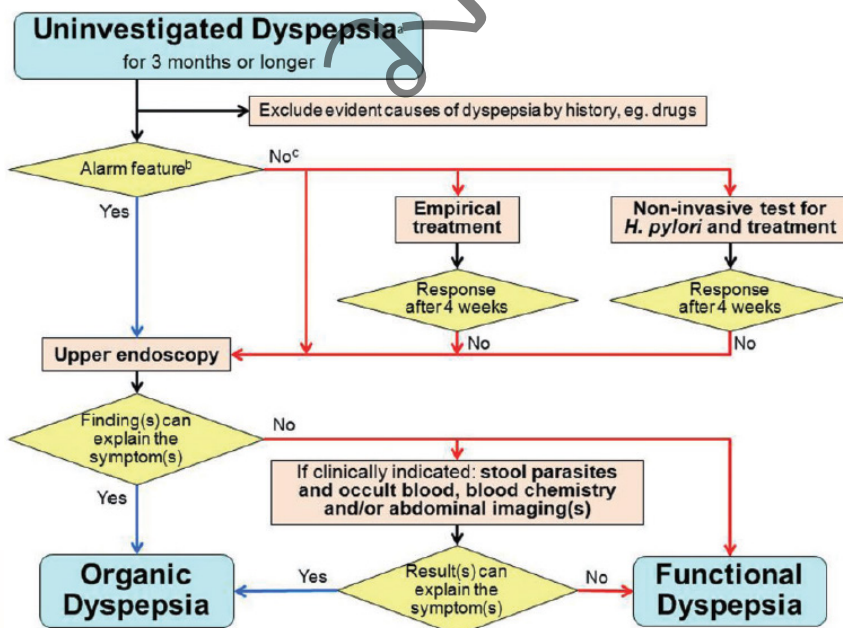 Uninvestigated Dyspepsiaᵃ
for 3 months or longer
Exclude evident causes of dyspepsia by history, eg. drugs
Alarm featureᵇ
Noᶜ
Yes
Empirical
treatment
Non-invasive test for
H. pylori and treatment
Response
after 4 weeks
Response
after 4 weeks
No
No
Upper endoscopy
Finding(s) can
explain the
symptom(s)
No
Yes
If clinically indicated: stool parasites
and occult blood, blood chemistry
and/or abdominal imaging(s)
Organic
Dyspepsia
Yes
Result(s) can
explain the
symptom(s)
No
Functional
Dyspepsia